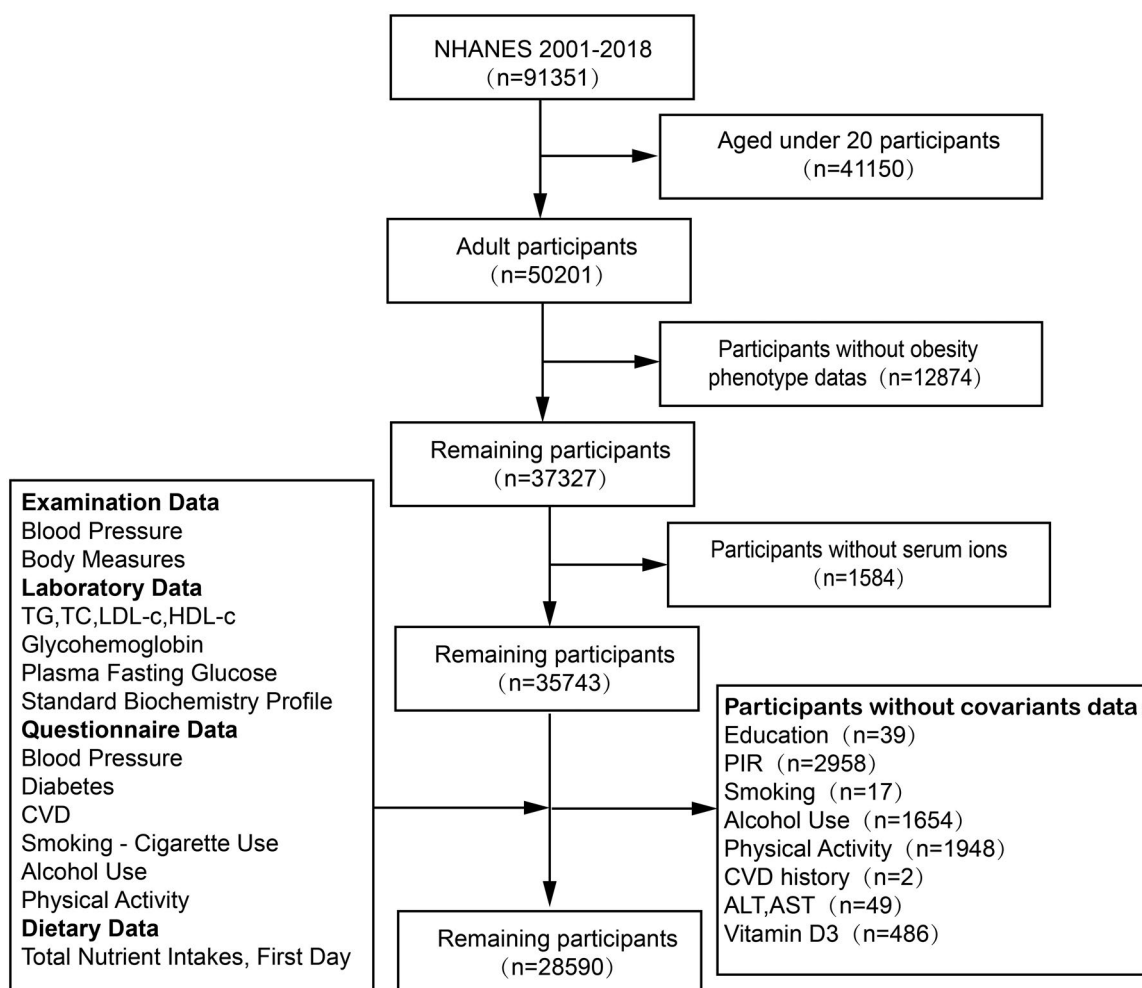 NHANES 2001-2018
（n=91351）
Aged under 20 participants
（n=41150）
Adult participants
（n=50201）
Participants without obesity
phenotype datas（n=12874）
Remaining participants
（n=37327）
Participants without serum ions
（n=1584）
Remaining participants
（n=35743）
Examination Data
Blood Pressure
Body Measures
Laboratory Data
TG,TC,LDL-c,HDL-c
Glycohemoglobin
Plasma Fasting Glucose
Standard Biochemistry Profile
Questionnaire Data
Blood Pressure
Diabetes
CVD
Smoking - Cigarette Use
Alcohol Use
Physical Activity
Dietary Data
Total Nutrient Intakes, First Day
Participants without covariants data
Education（n=39）
PIR（n=2958）
Smoking（n=17）
Alcohol Use（n=1654）
Physical Activity（n=1948）
CVD history（n=2）
ALT,AST（n=49）
Vitamin D3（n=486）
Remaining participants
（n=28590）